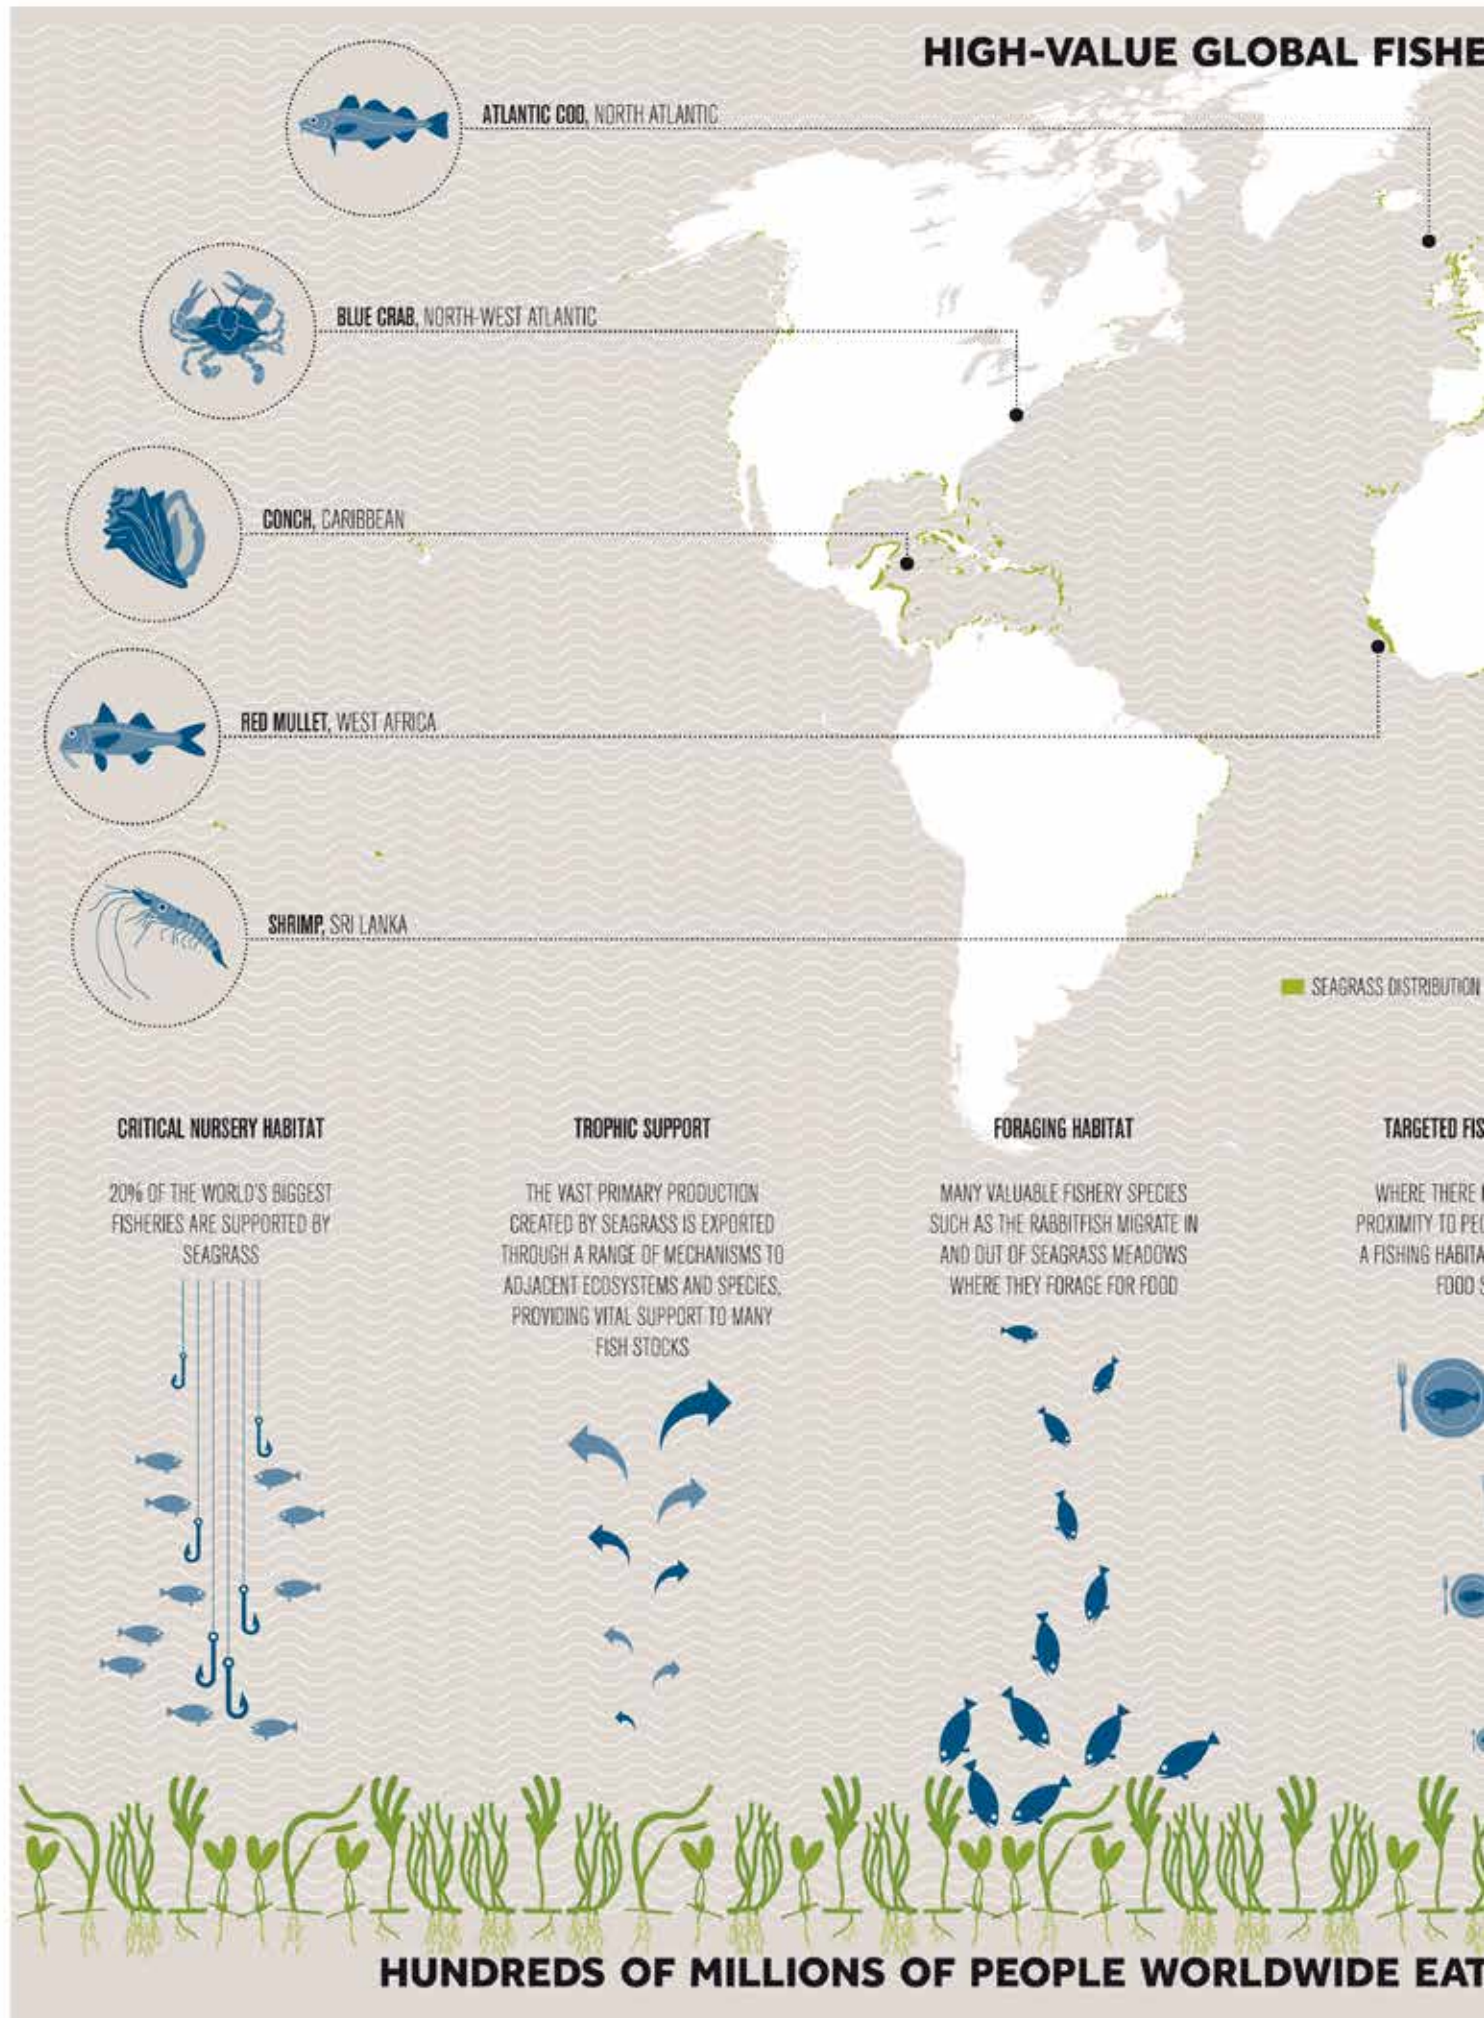 HIGH-VALUE GLOBAL FISHE
ATLANTIC COD, NORTH ATLANTIC
BLUE CRAB, NORTH-WEST ATLANTIC
CONCH, CARIBBEAN
RED MULLET, WEST AFRICA
SHRIMP, SRI LANKA
SEAGRASS DISTRIBUTION
CRITICAL NURSERY HABITAT
20% OF THE WORLD'S BIGGEST
FISHERIES ARE SUPPORTED BY
SEAGRASS
TROPHIC SUPPORT
THE VAST PRIMARY PRODUCTION
CREATED BY SEAGRASS IS EXPORTED
THROUGH A RANGE OF MECHANISMS TO
ADJACENT ECOSYSTEMS AND SPECIES,
PROVIDING VITAL SUPPORT TO MANY
FISH STOCKS
FORAGING HABITAT
MANY VALUABLE FISHERY SPECIES
SUCH AS THE RABBITFISH MIGRATE IN
AND OUT OF SEAGRASS MEADOWS
WHERE THEY FORAGE FOR FOOD
TARGETED FIS
WHERE THERE
PROXIMITY TO PEO
A FISHING HABITA
FOOD S
HUNDREDS OF MILLIONS OF PEOPLE WORLDWIDE EAT